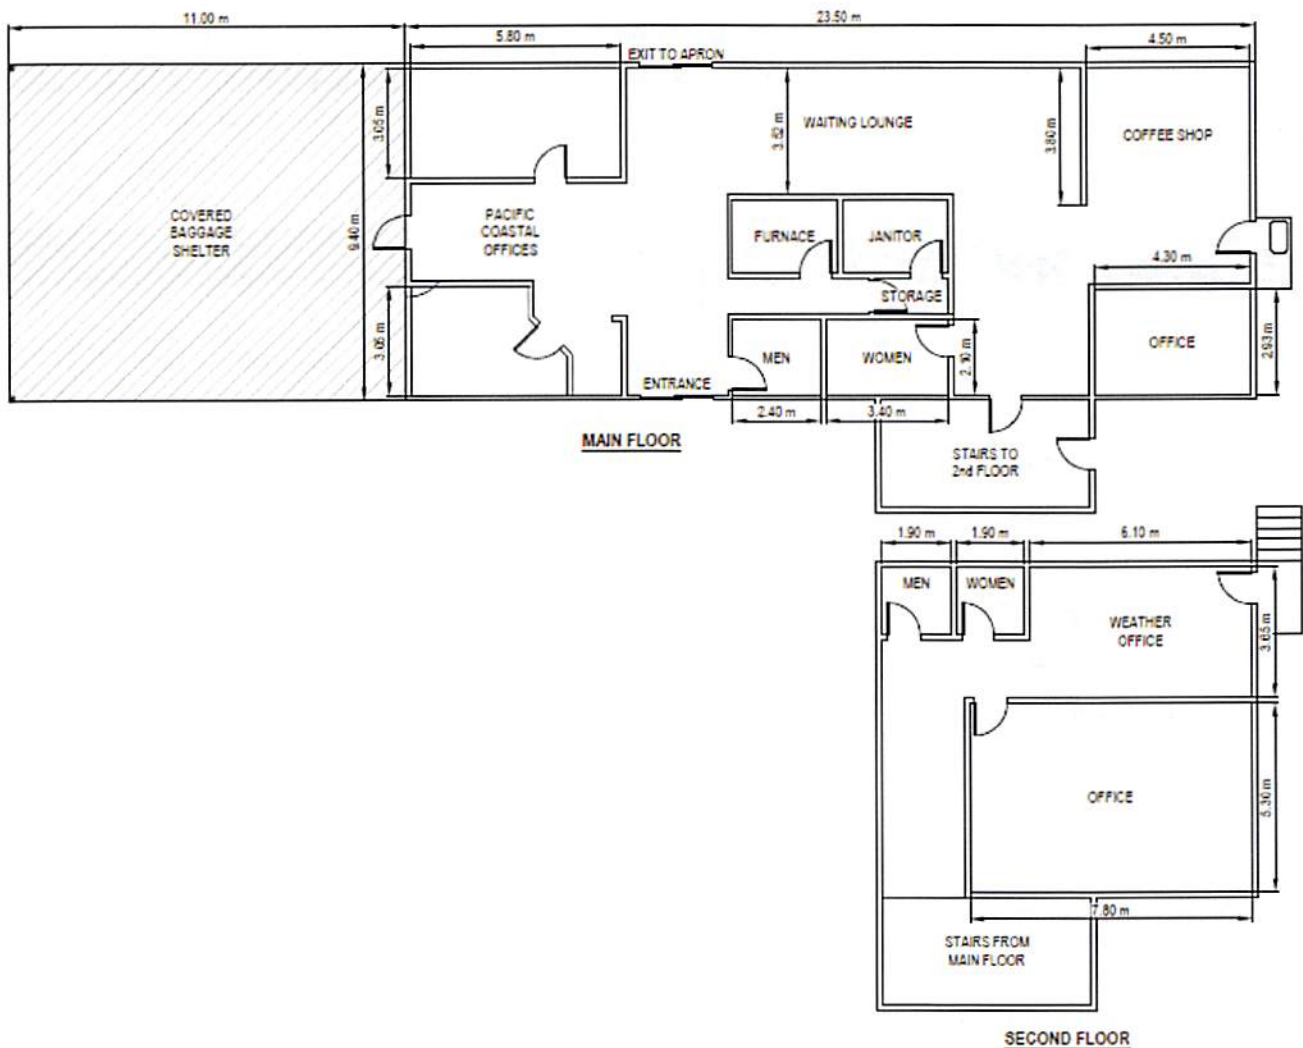 11.00 m
23.50 m
5.80 m
4.50 m
EXIT TO APRON
3.05 m
3.80 m
WAITING LOUNGE
COFFEE SHOP
COVERED
BAGGAGE
SHELTER
9.40 m
PACIFIC
COASTAL
OFFICES
FURNACE
JANITOR
4.30 m
STORAGE
3.05 m
MEN
WOMEN
2.10 m
OFFICE
2.93 m
ENTRANCE
2.40 m
3.40 m
MAIN FLOOR
STAIRS TO
2nd FLOOR
1.90 m
1.90 m
6.10 m
MEN
WOMEN
WEATHER
OFFICE
3.65 m
OFFICE
5.30 m
7.80 m
STAIRS FROM
MAIN FLOOR
SECOND FLOOR